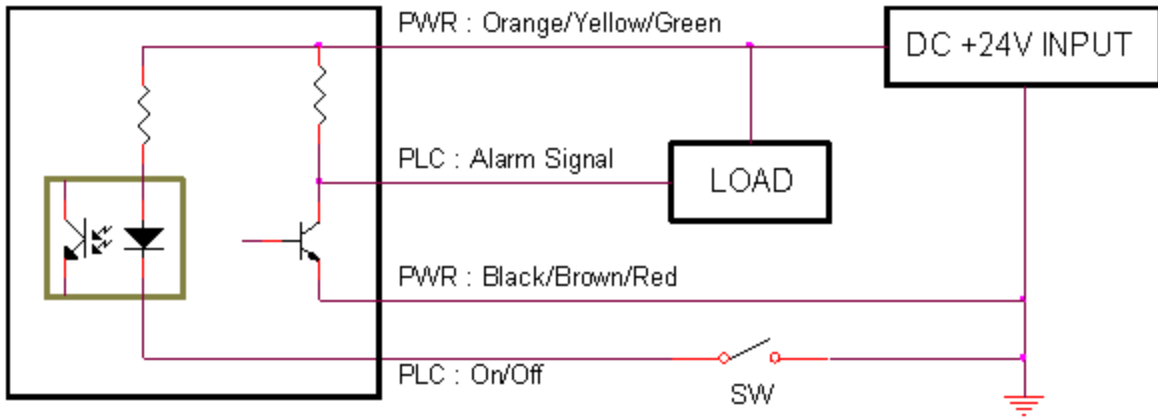 PWR : Orange/Yellow/Green
DC +24V INPUT
PLC : Alarm Signal
LOAD
PWR : Black/Brown/Red
PLC : On/Off
SW